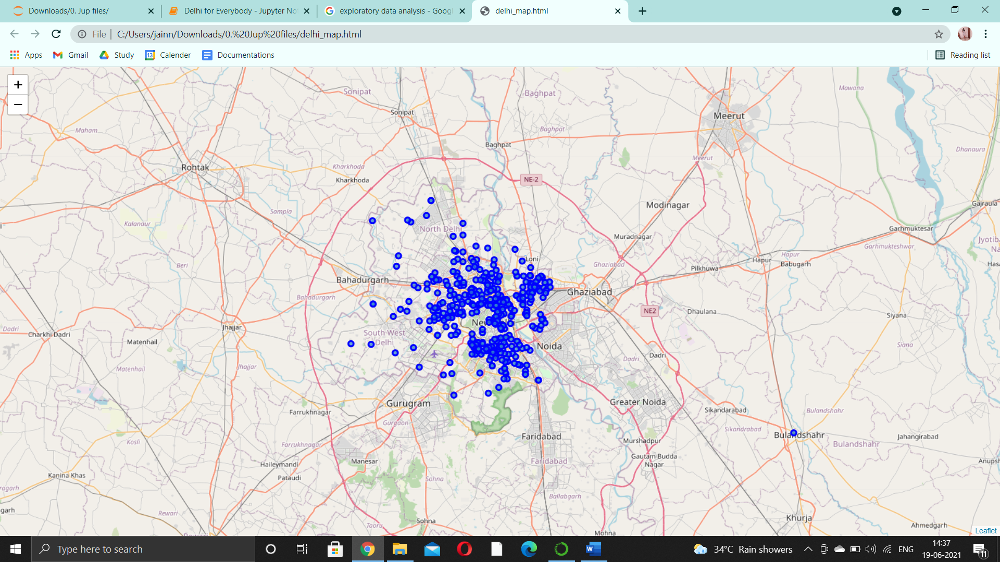 Downloads/0. Jup files/
Delhi for Everybody - Jupyter No
exploratory data analysis - Googl
delhi_map.html
File
C:/Users/jainn/Downloads/0.%20Jup%20files/delhi_map.html
Apps
Gmail
Study
13
Calender
Documentations
Reading list
+
−
Sonipat
Baghpat
Mawana
Sonipat
Meerut
Maham
Baghpat
Baghpat
Dhanaura
Meerut
Rohtak
Kharkhoda
NE-2
Kharkhoda
Modinagar
Gajraula
Sampla
Kalanaur
North Delhi
Garhmuktesar
Muradnagar
Jyotib
Na
Garhmukteshwar
Hapur
Hapur
Babugarh
Loni
Beri
Ghaziabad
Pilkhuwa
Hasa
Bahadurgarh
Ghaziabad
Bahadurgarh
NE2
Dhaulana
Siyana
Dadri
Charkhi Dadri
Jhajjar
South West
Delhi
Matenhail
Noida
Siana
Dadri
Dadri
Matenhail
Jhajjar
Gurugram
Greater Noida
Farrukhnagar
Sikandarabad
Bulandshahr
Gurgaon
Sikandrabad
Faridabad
Bulandshahr
Jahangirabad
Kosli
Farrukhnagar
Murshadpur
Bulandshahr
Gautam Budda
Nagar
Haileymandi
Manesar
Faridabad
Anupsh
Kanina Khas
Pataudi
Sohna
ragarh
Ballabgarh
garh
Rewari
Khurja
Sohna
Taoru
Ahmedgarh
Mohna
Leaflet
Type here to search
34°C Rain showers
ENG
14:37
19-06-2021
11